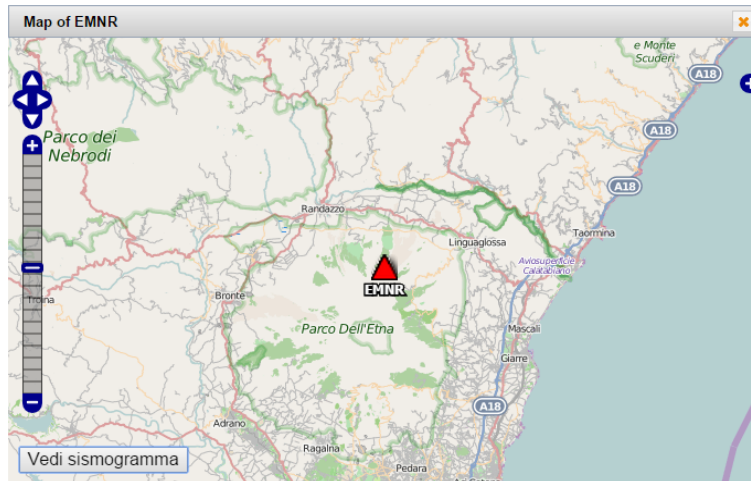 Map of EMNR
e Monte
Scuderi
A18
A18
Parco dei
Nebrodi
A18
Randazzo
Taormina
Linguaglossa
Aviosuperficie
Calatabiano
EMNR
Troina
Bronte
Parco Dell'Etna
Mascali
Giarre
A18
Adrano
Ragalna
Vedi sismogramma
Pedara